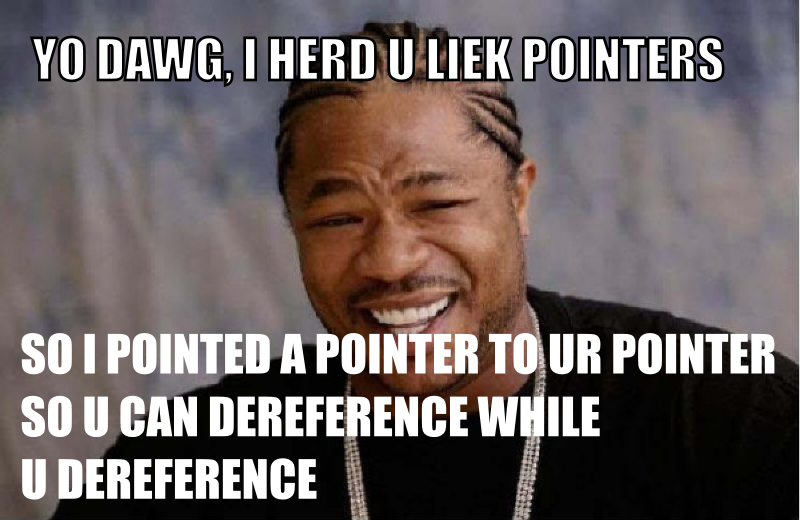 YO DAWG, I HERD U LIEK POINTERS
SO I POINTED A POINTER TO UR POINTER
SO U CAN DEREFERENCE WHILE
U DEREFERENCE